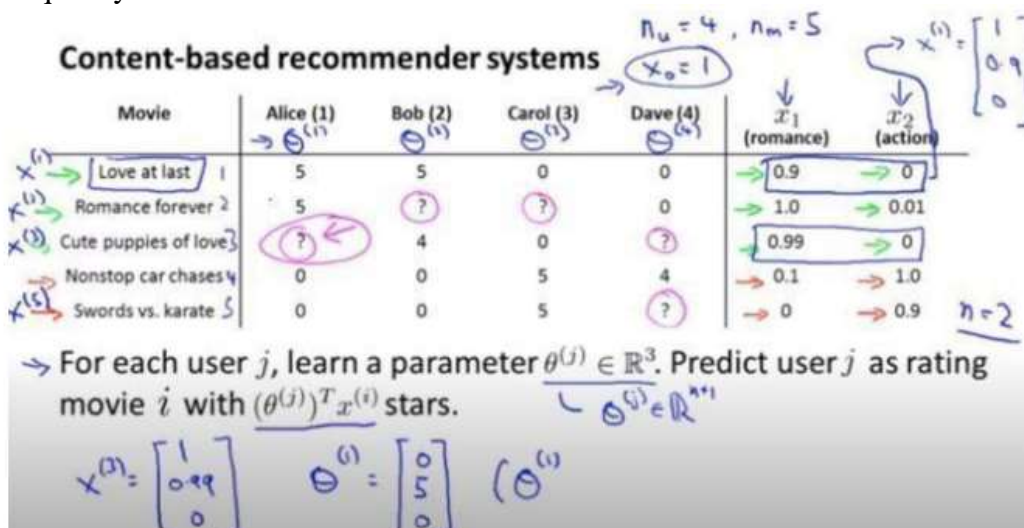 n_u = 4, n_m = 5
Content-based recommender systems
→ x_0 = 1
→ x^(1) = [1 0.9 0]
Movie Alice (1) Bob (2) Carol (3) Dave (4) x_1 (romance) x_2 (action)
→ θ^(1) θ^(2) θ^(3) θ^(4)
x^(1) → Love at last 1 5 5 0 0 → 0.9 → 0
→ Romance forever 2 5 ? ? 0 → 1.0 → 0.01
x^(3) → Cute puppies of love 3 ? 4 0 ? → 0.99 → 0
→ Nonstop car chases 4 0 0 5 4 → 0.1 → 1.0
x^(5) → Swords vs. karate 5 0 0 5 ? → 0 → 0.9
n=2
→ For each user j, learn a parameter θ^(j) ∈ ℝ^3. Predict user j as rating
movie i with (θ^(j))^T x^(i) stars.
θ^(j) ∈ ℝ^n+1
x^(3) = [1 0.99 0] θ^(1) = [0 5 0] (θ^(1)